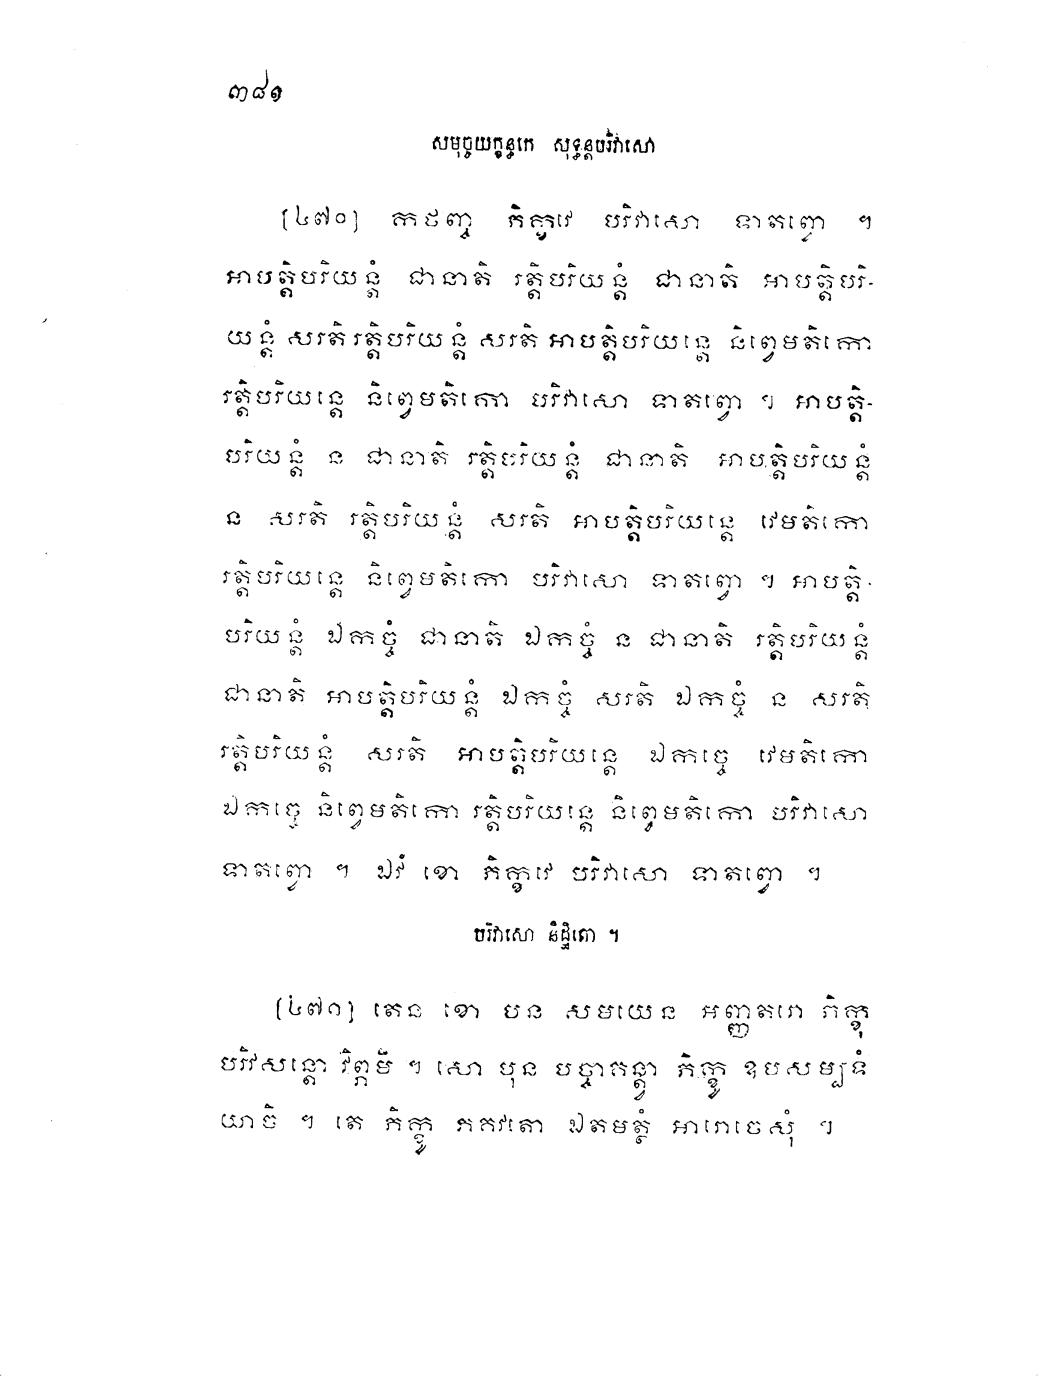 ៣៨១
សមុច្ចយក្ខន្ធកេ សុទ្ធន្តបរិវាសោ
[៤៧០] កថញ្ច ភិក្ខវេ បរិវាសោ ទាតព្វោ ។
អាបត្តិបរិយន្តំ ជានាតិ រត្តិបរិយន្តំ ជានាតិ អាបត្តិបរិ-
យន្តំ សរតិ រត្តិបរិយន្តំ សរតិ អាបត្តិបរិយន្តេ និព្វេមតិកោ
រត្តិបរិយន្តេ និព្វេមតិកោ បរិវាសោ ទាតព្វោ ។ អាបត្តិ-
បរិយន្តំ ន ជានាតិ រត្តិបរិយន្តំ ជានាតិ អាបត្តិបរិយន្តំ
ន សរតិ រត្តិបរិយន្តំ សរតិ អាបត្តិបរិយន្តេ វេមតិកោ
រត្តិបរិយន្តេ និព្វេមតិកោ បរិវាសោ ទាតព្វោ ។ អាបត្តិ-
បរិយន្តំ ឯកច្ចំ ជានាតិ ឯកច្ចំ ន ជានាតិ រត្តិបរិយន្តំ
ជានាតិ អាបត្តិបរិយន្តំ ឯកច្ចំ សរតិ ឯកច្ចំ ន សរតិ
រត្តិបរិយន្តំ សរតិ អាបត្តិបរិយន្តេ ឯកច្ចេ វេមតិកោ
ឯកច្ចេ និព្វេមតិកោ រត្តិបរិយន្តេ និព្វេមតិកោ បរិវាសោ
ទាតព្វោ ។ ឯវំ ខោ ភិក្ខវេ បរិវាសោ ទាតព្វោ ។
បរិវាសោ និដ្ឋិតោ ។
[៤៧១] តេន ខោ បន សមយេន អញ្ញតរោ ភិក្ខុ
បរិវសន្តោ វិព្ភមិ ។ សោ បុន បច្ចាគន្ត្វា ភិក្ខូ ឧបសម្បទំ
យាចិ ។ តេ ភិក្ខូ ភគវតោ ឯតមត្ថំ អារោចេសុំ ។